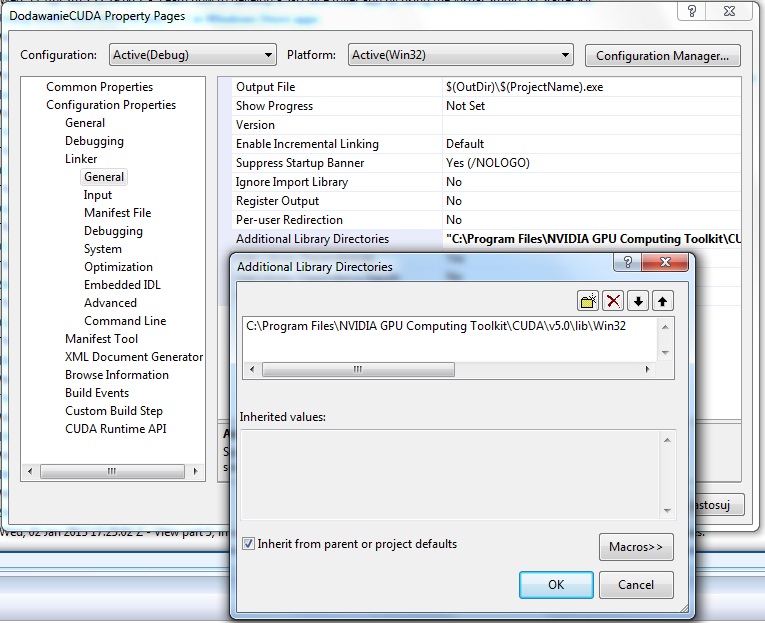 DodawanieCUDA Property Pages
Configuration: Active(Debug) Platform: Active(Win32) Configuration Manager...
Common Properties
Configuration Properties
General
Debugging
Linker
General
Input
Manifest File
Debugging
System
Optimization
Embedded IDL
Advanced
Command Line
Manifest Tool
XML Document Generator
Browse Information
Build Events
Custom Build Step
CUDA Runtime API
Output File $(OutDir)\$(ProjectName).exe
Show Progress Not Set
Version
Enable Incremental Linking Default
Suppress Startup Banner Yes (/NOLOGO)
Ignore Import Library No
Register Output No
Per-user Redirection No
Additional Library Directories "C:\Program Files\NVIDIA GPU Computing Toolkit\CU
Additional Library Directories
C:\Program Files\NVIDIA GPU Computing Toolkit\CUDA\v5.0\lib\Win32
Inherited values:
Inherit from parent or project defaults
Macros>>
OK Cancel
A
S
s
astosuj
Wed, 02 Jan 2013 17:25:02 Z - View part 5, in